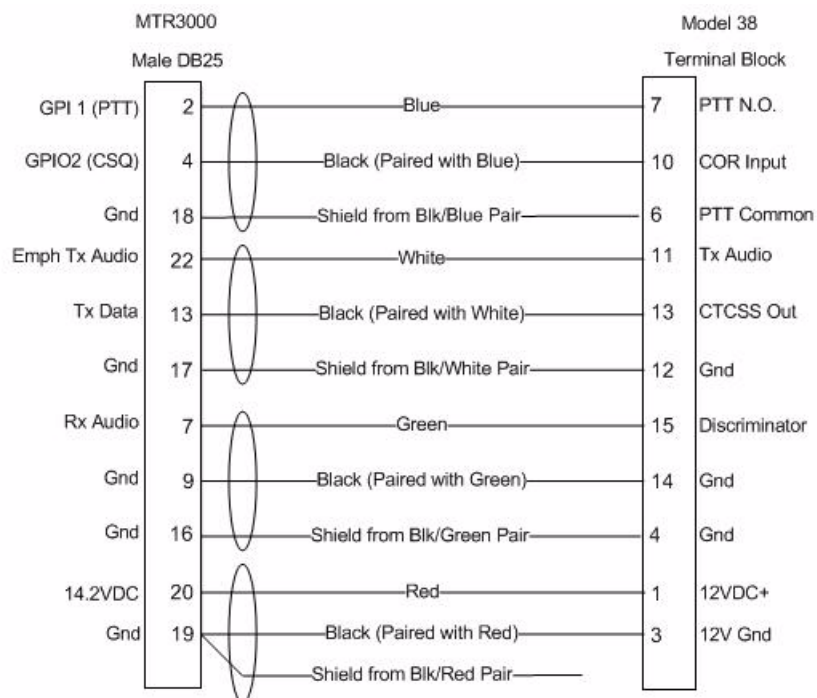 MTR3000 Model 38
Male DB25 Terminal Block
GPI 1 (PTT) 2 Blue 7 PTT N.O.
GPIO2 (CSQ) 4 Black (Paired with Blue) 10 COR Input
Gnd 18 Shield from Blk/Blue Pair 6 PTT Common
Emph Tx Audio 22 White 11 Tx Audio
Tx Data 13 Black (Paired with White) 13 CTCSS Out
Gnd 17 Shield from Blk/White Pair 12 Gnd
Rx Audio 7 Green 15 Discriminator
Gnd 9 Black (Paired with Green) 14 Gnd
Gnd 16 Shield from Blk/Green Pair 4 Gnd
14.2VDC 20 Red 1 12VDC+
Gnd 19 Black (Paired with Red) 3 12V Gnd
Shield from Blk/Red Pair